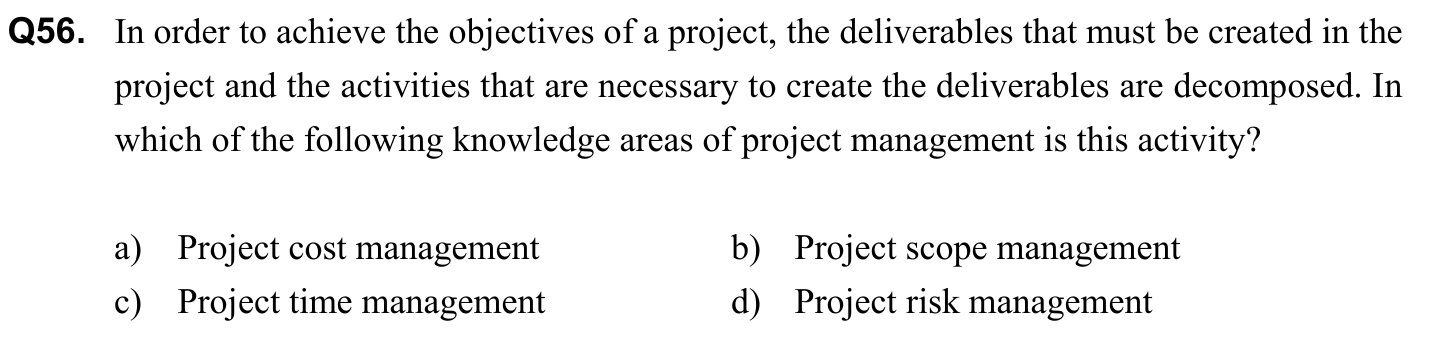 Q56. In order to achieve the objectives of a project, the deliverables that must be created in the
project and the activities that are necessary to create the deliverables are decomposed. In
which of the following knowledge areas of project management is this activity?
a) Project cost management b) Project scope management
c) Project time management d) Project risk management